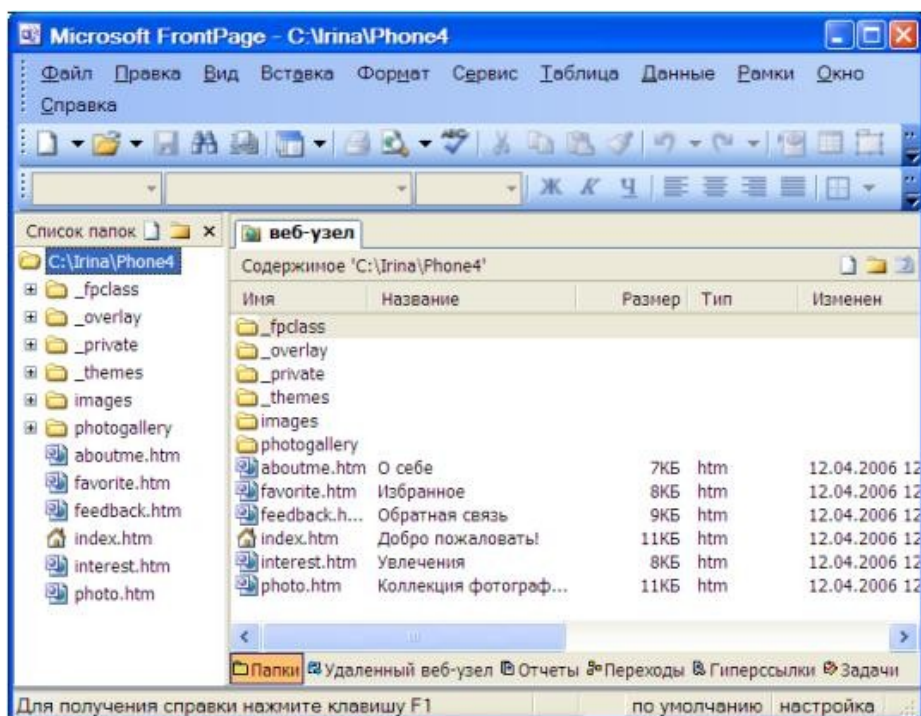 Microsoft FrontPage - C:\Irina\Phone4
Файл Правка Вид Вставка Формат Сервис Таблица Данные Рамки Окно
Справка
Ж К Ч
Список папок
веб-узел
C:\Irina\Phone4
Содержимое 'C:\Irina\Phone4'
_fpclass
_overlay
_private
_themes
images
photogallery
aboutme.htm
favorite.htm
feedback.htm
index.htm
interest.htm
photo.htm
Имя Название Размер Тип Изменен
_fpclass
_overlay
_private
_themes
images
photogallery
aboutme.htm О себе 7КБ htm 12.04.2006 12
favorite.htm Избранное 8КБ htm 12.04.2006 12
feedback.h... Обратная связь 9КБ htm 12.04.2006 12
index.htm Добро пожаловать! 11КБ htm 12.04.2006 12
interest.htm Увлечения 8КБ htm 12.04.2006 12
photo.htm Коллекция фотограф... 11КБ htm 12.04.2006 12
Папки Удаленный веб-узел Отчеты Переходы Гиперссылки Задачи
Для получения справки нажмите клавишу F1 по умолчанию настройка